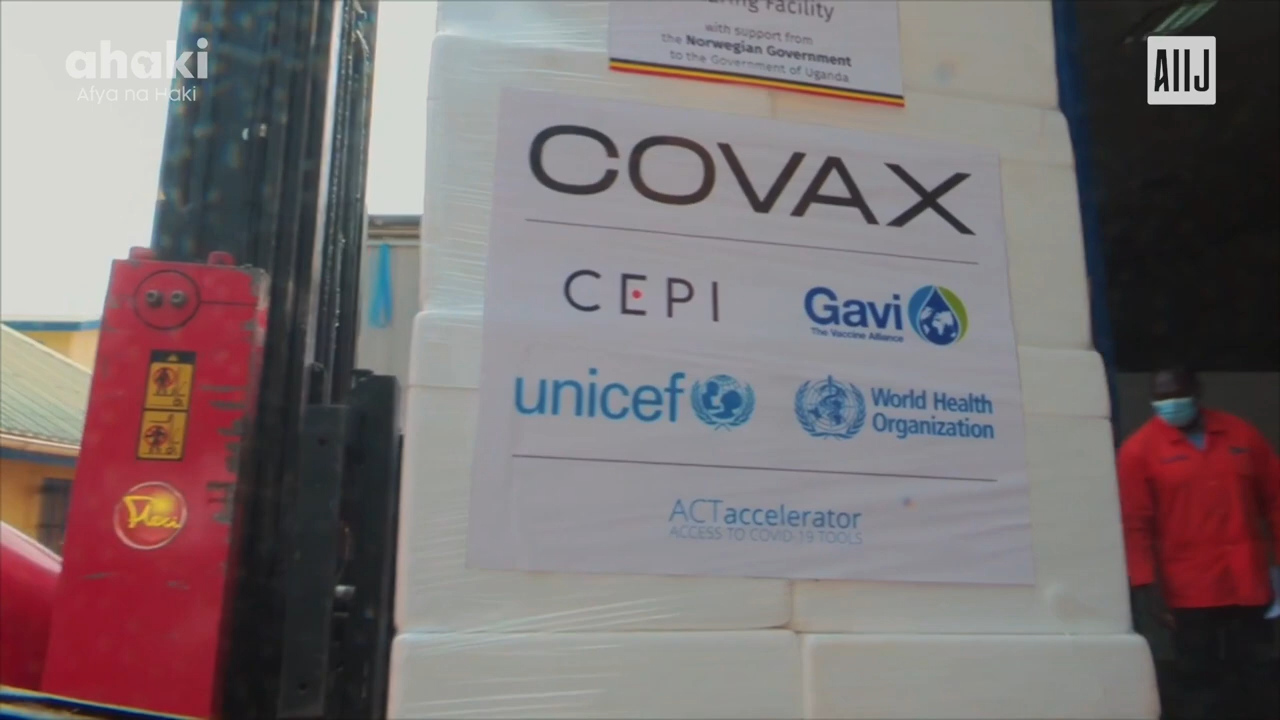 ahaki
Afya na Haki
AIIJ
Facility
with support from
the Norwegian Government
to the Government of Uganda
COVAX
CEPI
Gavi
The Vaccine Alliance
unicef
World Health
Organization
ACTaccelerator
ACCESS TO COVID-19 TOOLS